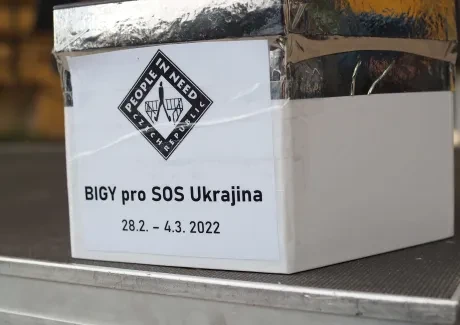 PEOPLE IN NEED
CZECH REPUBLIC
BIGY pro SOS Ukrajina
28.2. – 4.3. 2022